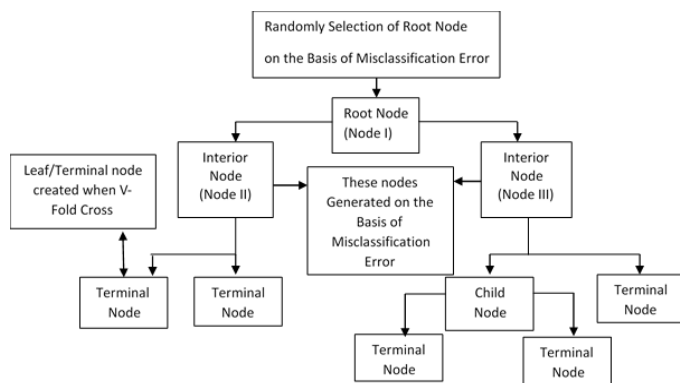 Randomly Selection of Root Node
on the Basis of Misclassification Error
Root Node
(Node I)
Leaf/Terminal node
created when V-
Fold Cross
Interior
Node
(Node II)
These nodes
Generated on the
Basis of
Misclassification
Error
Interior
Node
(Node III)
Terminal
Node
Terminal
Node
Child
Node
Terminal
Node
Terminal
Node
Terminal
Node